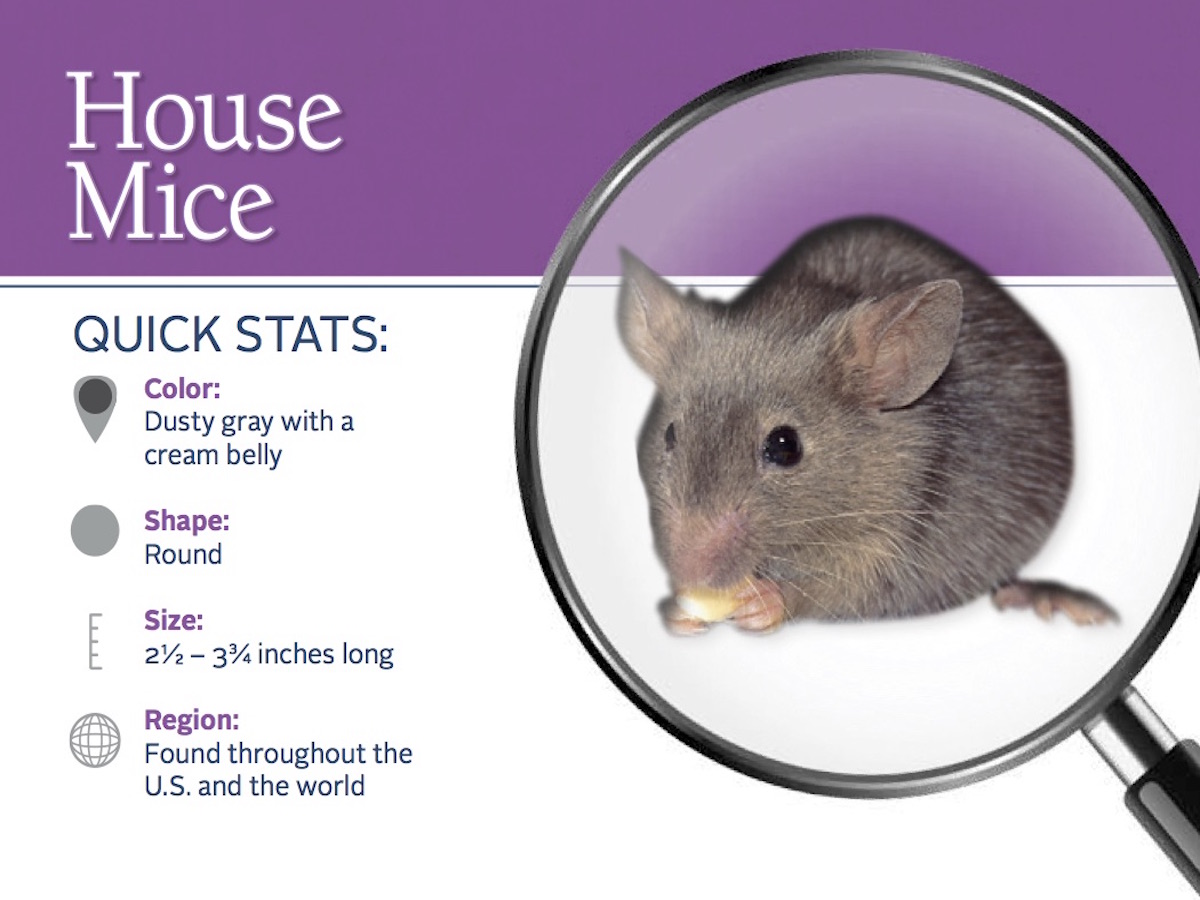 House
Mice
QUICK STATS:
Color:
Dusty gray with a
cream belly
Shape:
Round
Size:
2½ – 3¾ inches long
Region:
Found throughout the
U.S. and the world